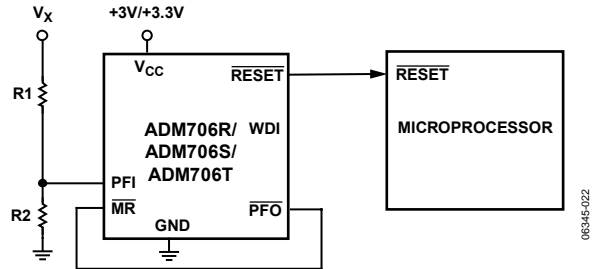 VX
+3V/+3.3V
VCC
RESET
RESET
R1
ADM706R/
ADM706S/
ADM706T
WDI
MICROPROCESSOR
PFI
MR
PFO
R2
GND
06345-022